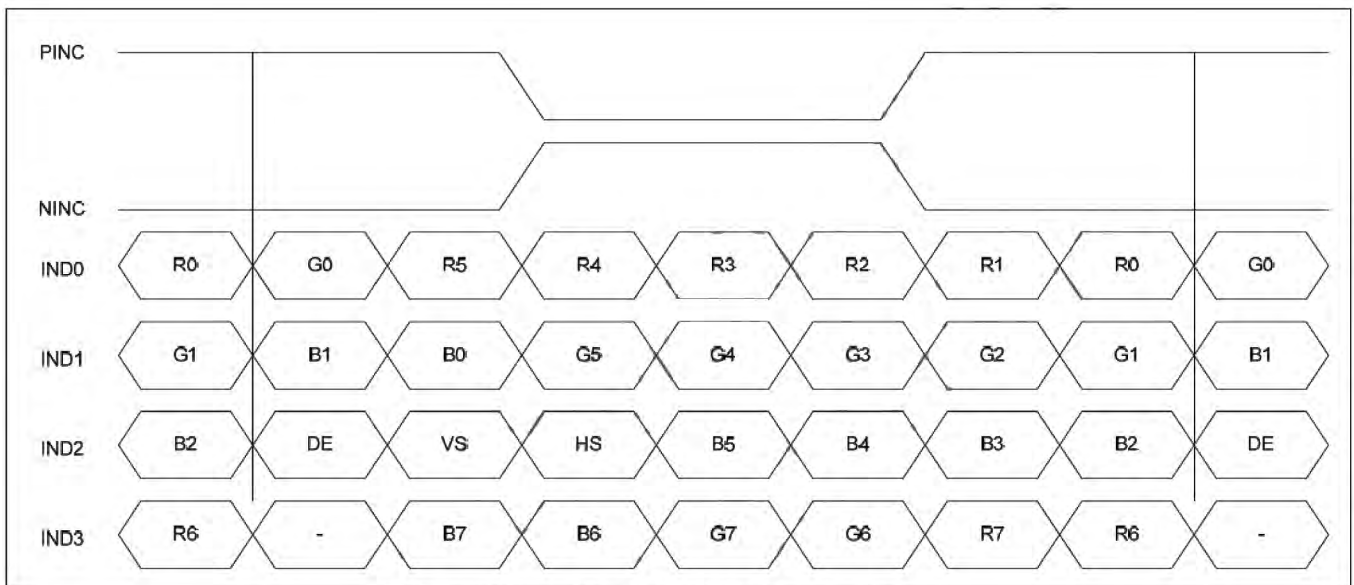 PINC
NINC
IND0 R0 G0 R5 R4 R3 R2 R1 R0 G0
IND1 G1 B1 B0 G5 G4 G3 G2 G1 B1
IND2 B2 DE VS HS B5 B4 B3 B2 DE
IND3 R6 - B7 B6 G7 G6 R7 R6 -